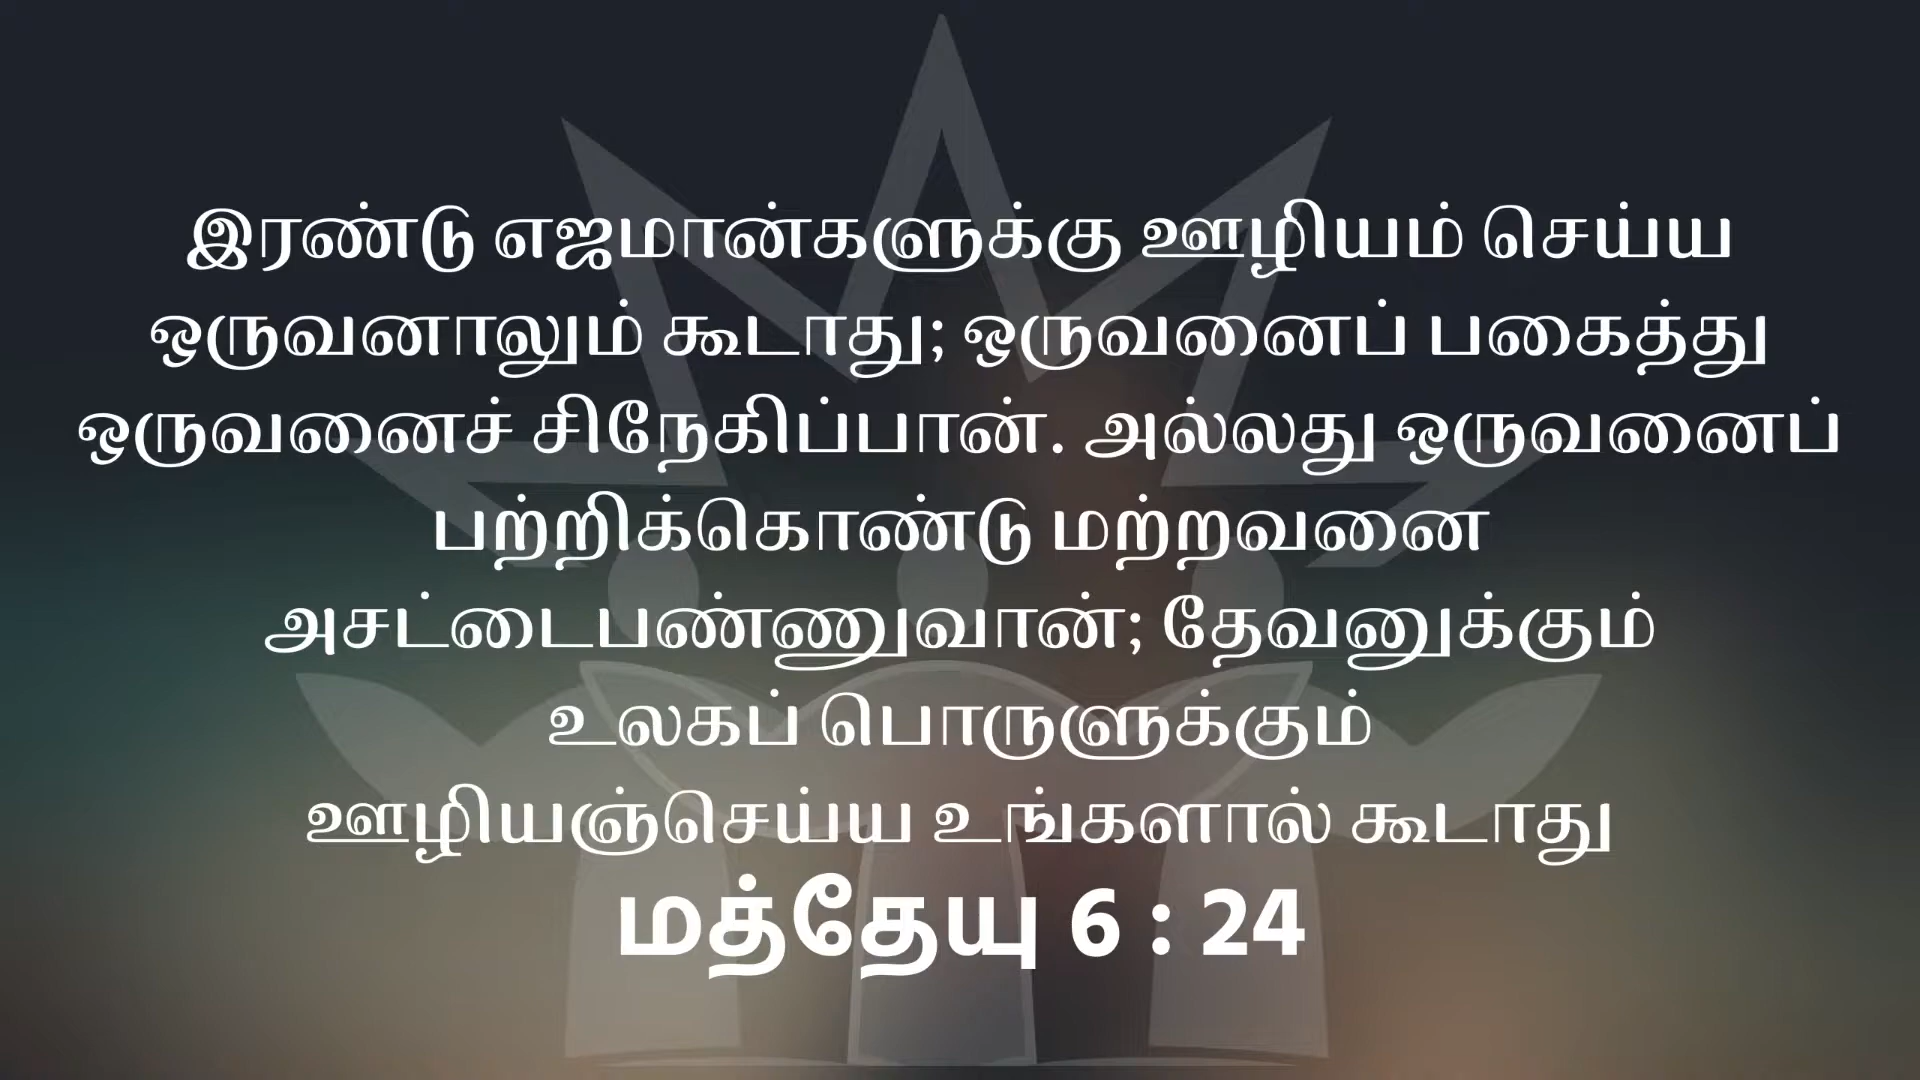 இரண்டு எஜமான்களுக்கு ஊழியம் செய்ய
ஒருவனாலும் கூடாது; ஒருவனைப் பகைத்து
ஒருவனைச் சிநேகிப்பான். அல்லது ஒருவனைப்
பற்றிக்கொண்டு மற்றவனை
அசட்டைபண்ணுவான்; தேவனுக்கும்
உலகப் பொருளுக்கும்
ஊழியஞ்செய்ய உங்களால் கூடாது
மத்தேயு 6 : 24